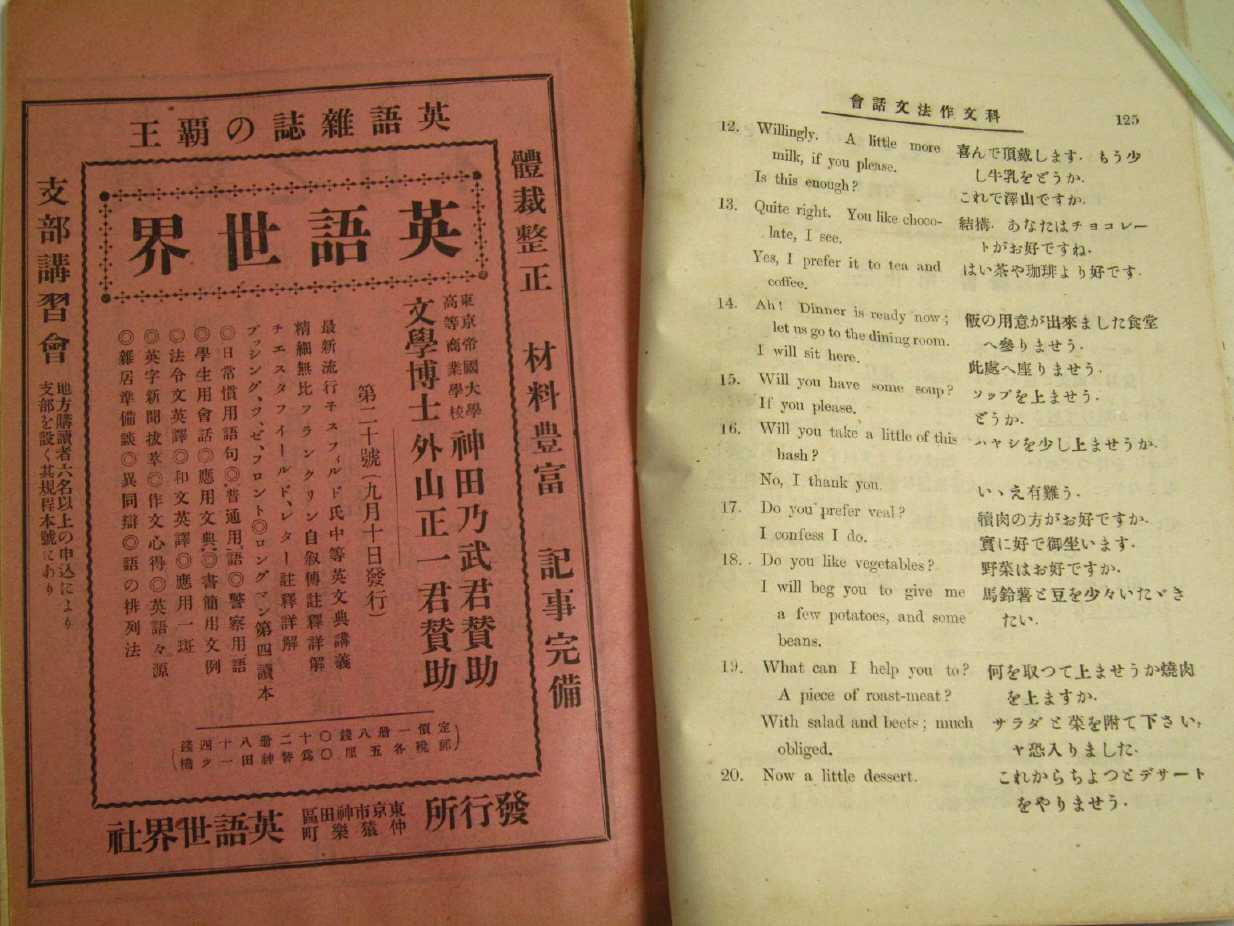 英語雜誌の覇王
體裁整正 材料豊富 記事完備
英語世界
東京帝國大學
高等商業學校
神田乃武君賛助
文學博士 外山正一君賛助
第二十號(九月十日發行)
最新流行子スフィルド氏中等英文典講義
精細無比フランクリン自叙傳註釋詳解
チエスタフイールド、レター註釋詳解
プッシング、ウ、ゼ、フロント◎ロングマン第四讀本
◎日常慣用語句◎普通用語◎警察用語
◎學生用會話◎應用文典◎書簡用文例
◎法令文英譯◎和文英譯◎應用一斑
◎英字新聞拔萃◎作文心得◎英語々源
◎雜居準備談◎異同辯◎語の排列法
定價一册八錢〇十二册八十四錢
支部講習會
地方購讀者六名以上の申込により
支部を設く其規程本號にあり
發行所
東京市神田區
仲猿樂町
英語世界社
會話文法作文科
125
12. Willingly. A little more
milk, if you please.
Is this enough?
喜んで頂戴します. もう少
し牛乳をどうか.
これで澤山ですか.
13. Quite right. You like choco-
late, I see.
Yes, I prefer it to tea and
coffee.
結搆. あなたはチョコレー
トがお好ですね.
はい茶や珈琲より好です.
14. Ah! Dinner is ready now;
let us go to the dining room.
I will sit here.
飯の用意が出來ました食堂
へ參りませう.
此處へ座りませう.
15. Will you have some soup?
If you please.
ソップを上ませう.
どうか.
16. Will you take a little of this
hash?
No, I thank you.
ハヤシを少し上ませうか.
いゝえ有難う.
17. Do you prefer veal?
I confess I do.
犢肉の方がお好ですか.
實に好で御坐います.
18. Do you like vegetables?
I will beg you to give me
a few potatoes, and some
beans.
野菜はお好ですか.
馬鈴薯と豆を少々いたゞき
たい.
19. What can I help you to?
A piece of roast-meat?
With salad and beets; much
obliged.
何を取つて上ませうか燒肉
を上ますか.
サラダと菜を附て下さい,
ヤ恐入りました.
20. Now a little dessert.
これからちよつとデサート
をやりませう.